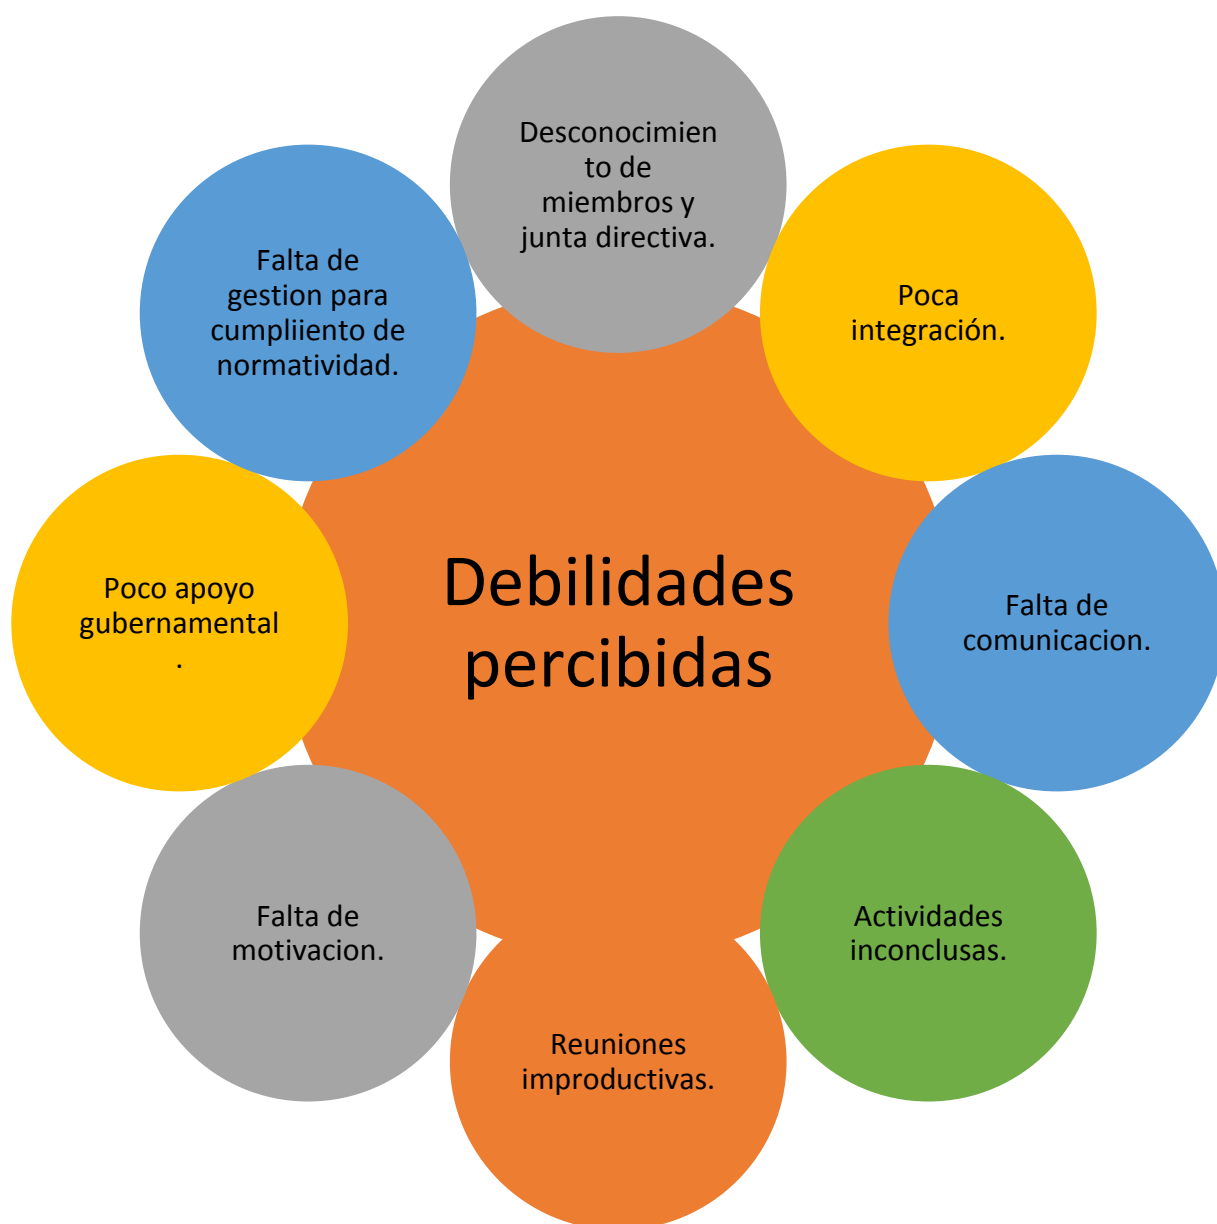 Desconocimien
to de
miembros y
junta directiva.
Poca
integración.
Falta de
comunicacion.
Actividades
inconclusas.
Reuniones
improductivas.
Falta de
motivacion.
Poco apoyo
gubernamental
.
Falta de
gestion para
cumpliiento de
normatividad.
Debilidades
percibidas